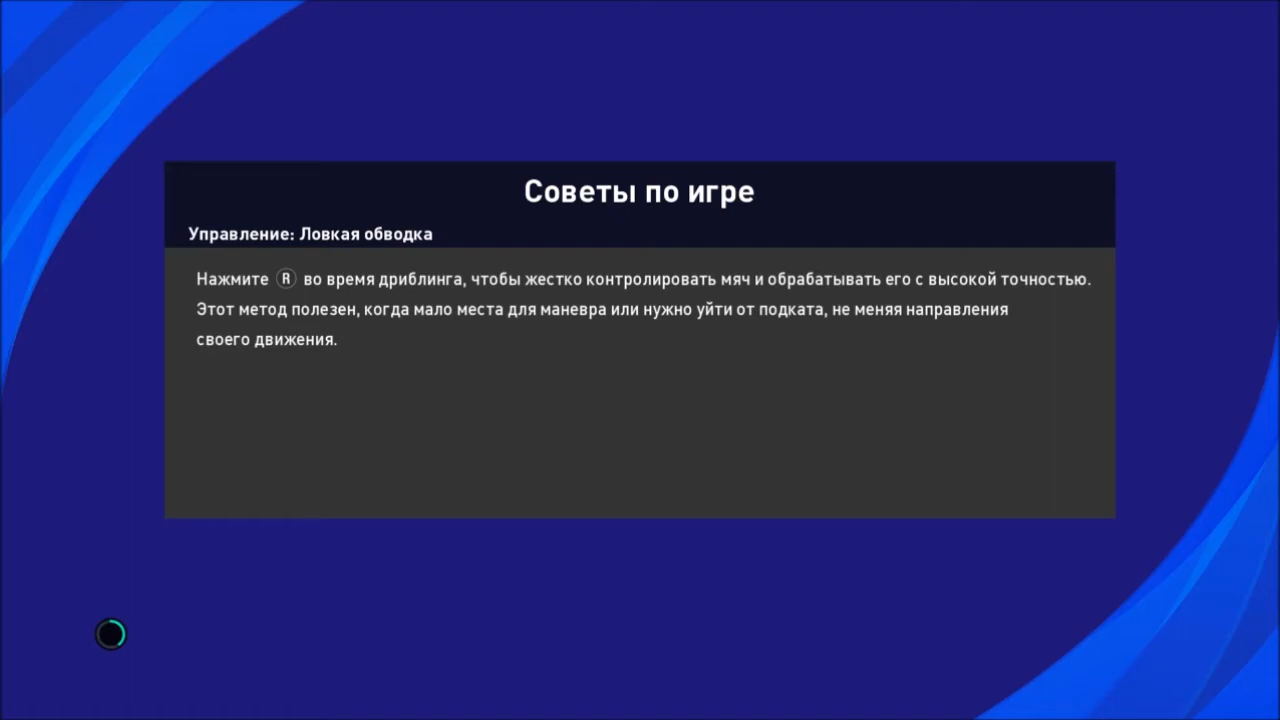 Советы по игре
Управление: Ловкая обводка
Нажмите R во время дриблинга, чтобы жестко контролировать мяч и обрабатывать его с высокой точностью.
Этот метод полезен, когда мало места для маневра или нужно уйти от подката, не меняя направления
своего движения.